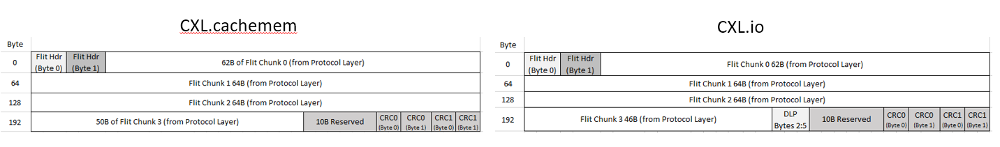 CXL.cachemem
Byte
0
Flit Hdr
(Byte 0)
Flit Hdr
(Byte 1)
62B of Flit Chunk 0 (from Protocol Layer)
64
Flit Chunk 1 64B (from Protocol Layer)
128
Flit Chunk 2 64B (from Protocol Layer)
192
50B of Flit Chunk 3 (from Protocol Layer)
10B Reserved
CRC0
(Byte 0)
CRC0
(Byte 1)
CRC1
(Byte 0)
CRC1
(Byte 1)
CXL.io
Byte
0
Flit Hdr
(Byte 0)
Flit Hdr
(Byte 1)
Flit Chunk 0 62B (from Protocol Layer)
64
Flit Chunk 1 64B (from Protocol Layer)
128
Flit Chunk 2 64B (from Protocol Layer)
192
Flit Chunk 3 46B (from Protocol Layer)
DLP
Bytes 2:5
10B Reserved
CRC0
(Byte 0)
CRC0
(Byte 1)
CRC1
(Byte 0)
CRC1
(Byte 1)